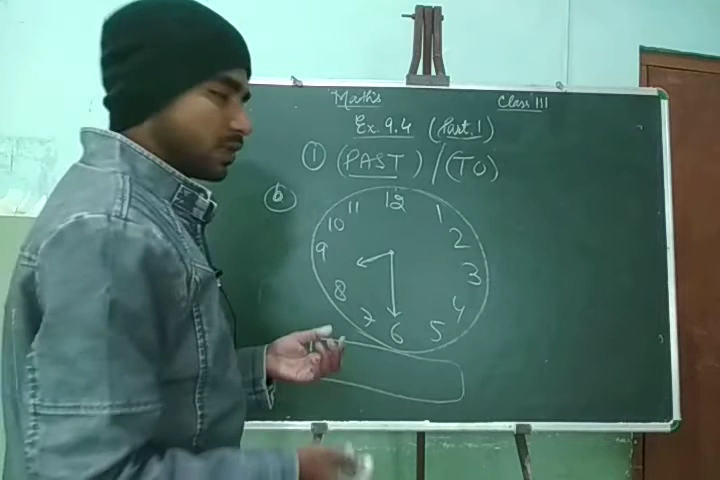 Maths Class III
Ex. 9.4 (Part. 1)
① (PAST) / (TO)
ⓑ
12
11 1
10 2
9 3
8 4
7 5
6